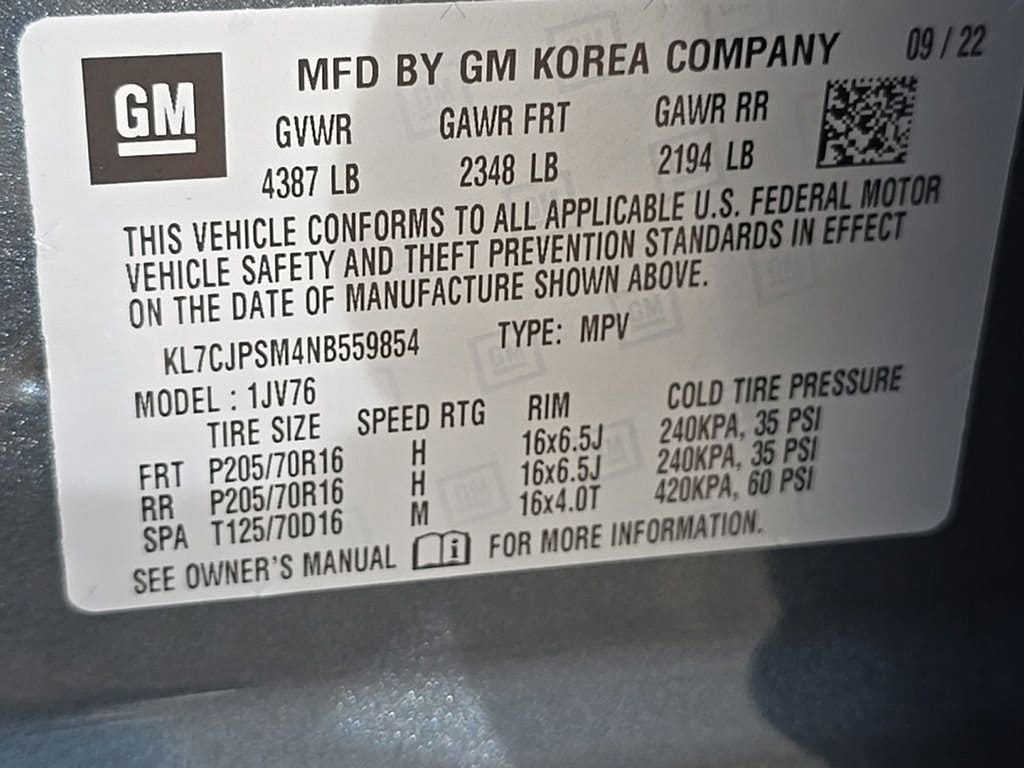 GM
MFD BY GM KOREA COMPANY 09 / 22
GVWR GAWR FRT GAWR RR
4387 LB 2348 LB 2194 LB
THIS VEHICLE CONFORMS TO ALL APPLICABLE U.S. FEDERAL MOTOR
VEHICLE SAFETY AND THEFT PREVENTION STANDARDS IN EFFECT
ON THE DATE OF MANUFACTURE SHOWN ABOVE.
KL7CJPSM4NB559854 TYPE: MPV
MODEL : 1JV76
TIRE SIZE SPEED RTG RIM COLD TIRE PRESSURE
FRT P205/70R16 H 16x6.5J 240KPA, 35 PSI
RR P205/70R16 H 16x6.5J 240KPA, 35 PSI
SPA T125/70D16 M 16x4.0T 420KPA, 60 PSI
SEE OWNER'S MANUAL i FOR MORE INFORMATION.